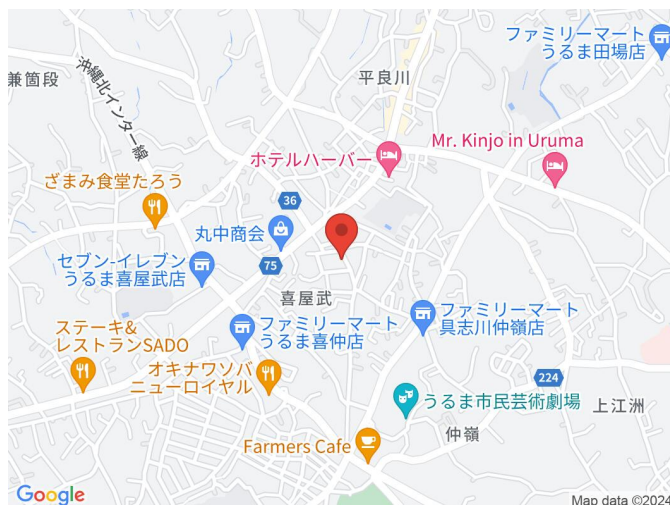 ファミリーマート
うるま田場店
兼箇段
沖縄北インター線
平良川
ホテルハーバー
Mr. Kinjo in Uruma
ざまみ食堂たろう
36
丸中商会
75
セブン-イレブン
うるま喜屋武店
喜屋武
ファミリーマート
具志川仲嶺店
ステーキ&
レストランSADO
ファミリーマート
うるま喜仲店
オキナワソバ
ニューロイヤル
224
うるま市民芸術劇場
上江洲
仲嶺
Farmers Cafe
Google
Map data ©2024